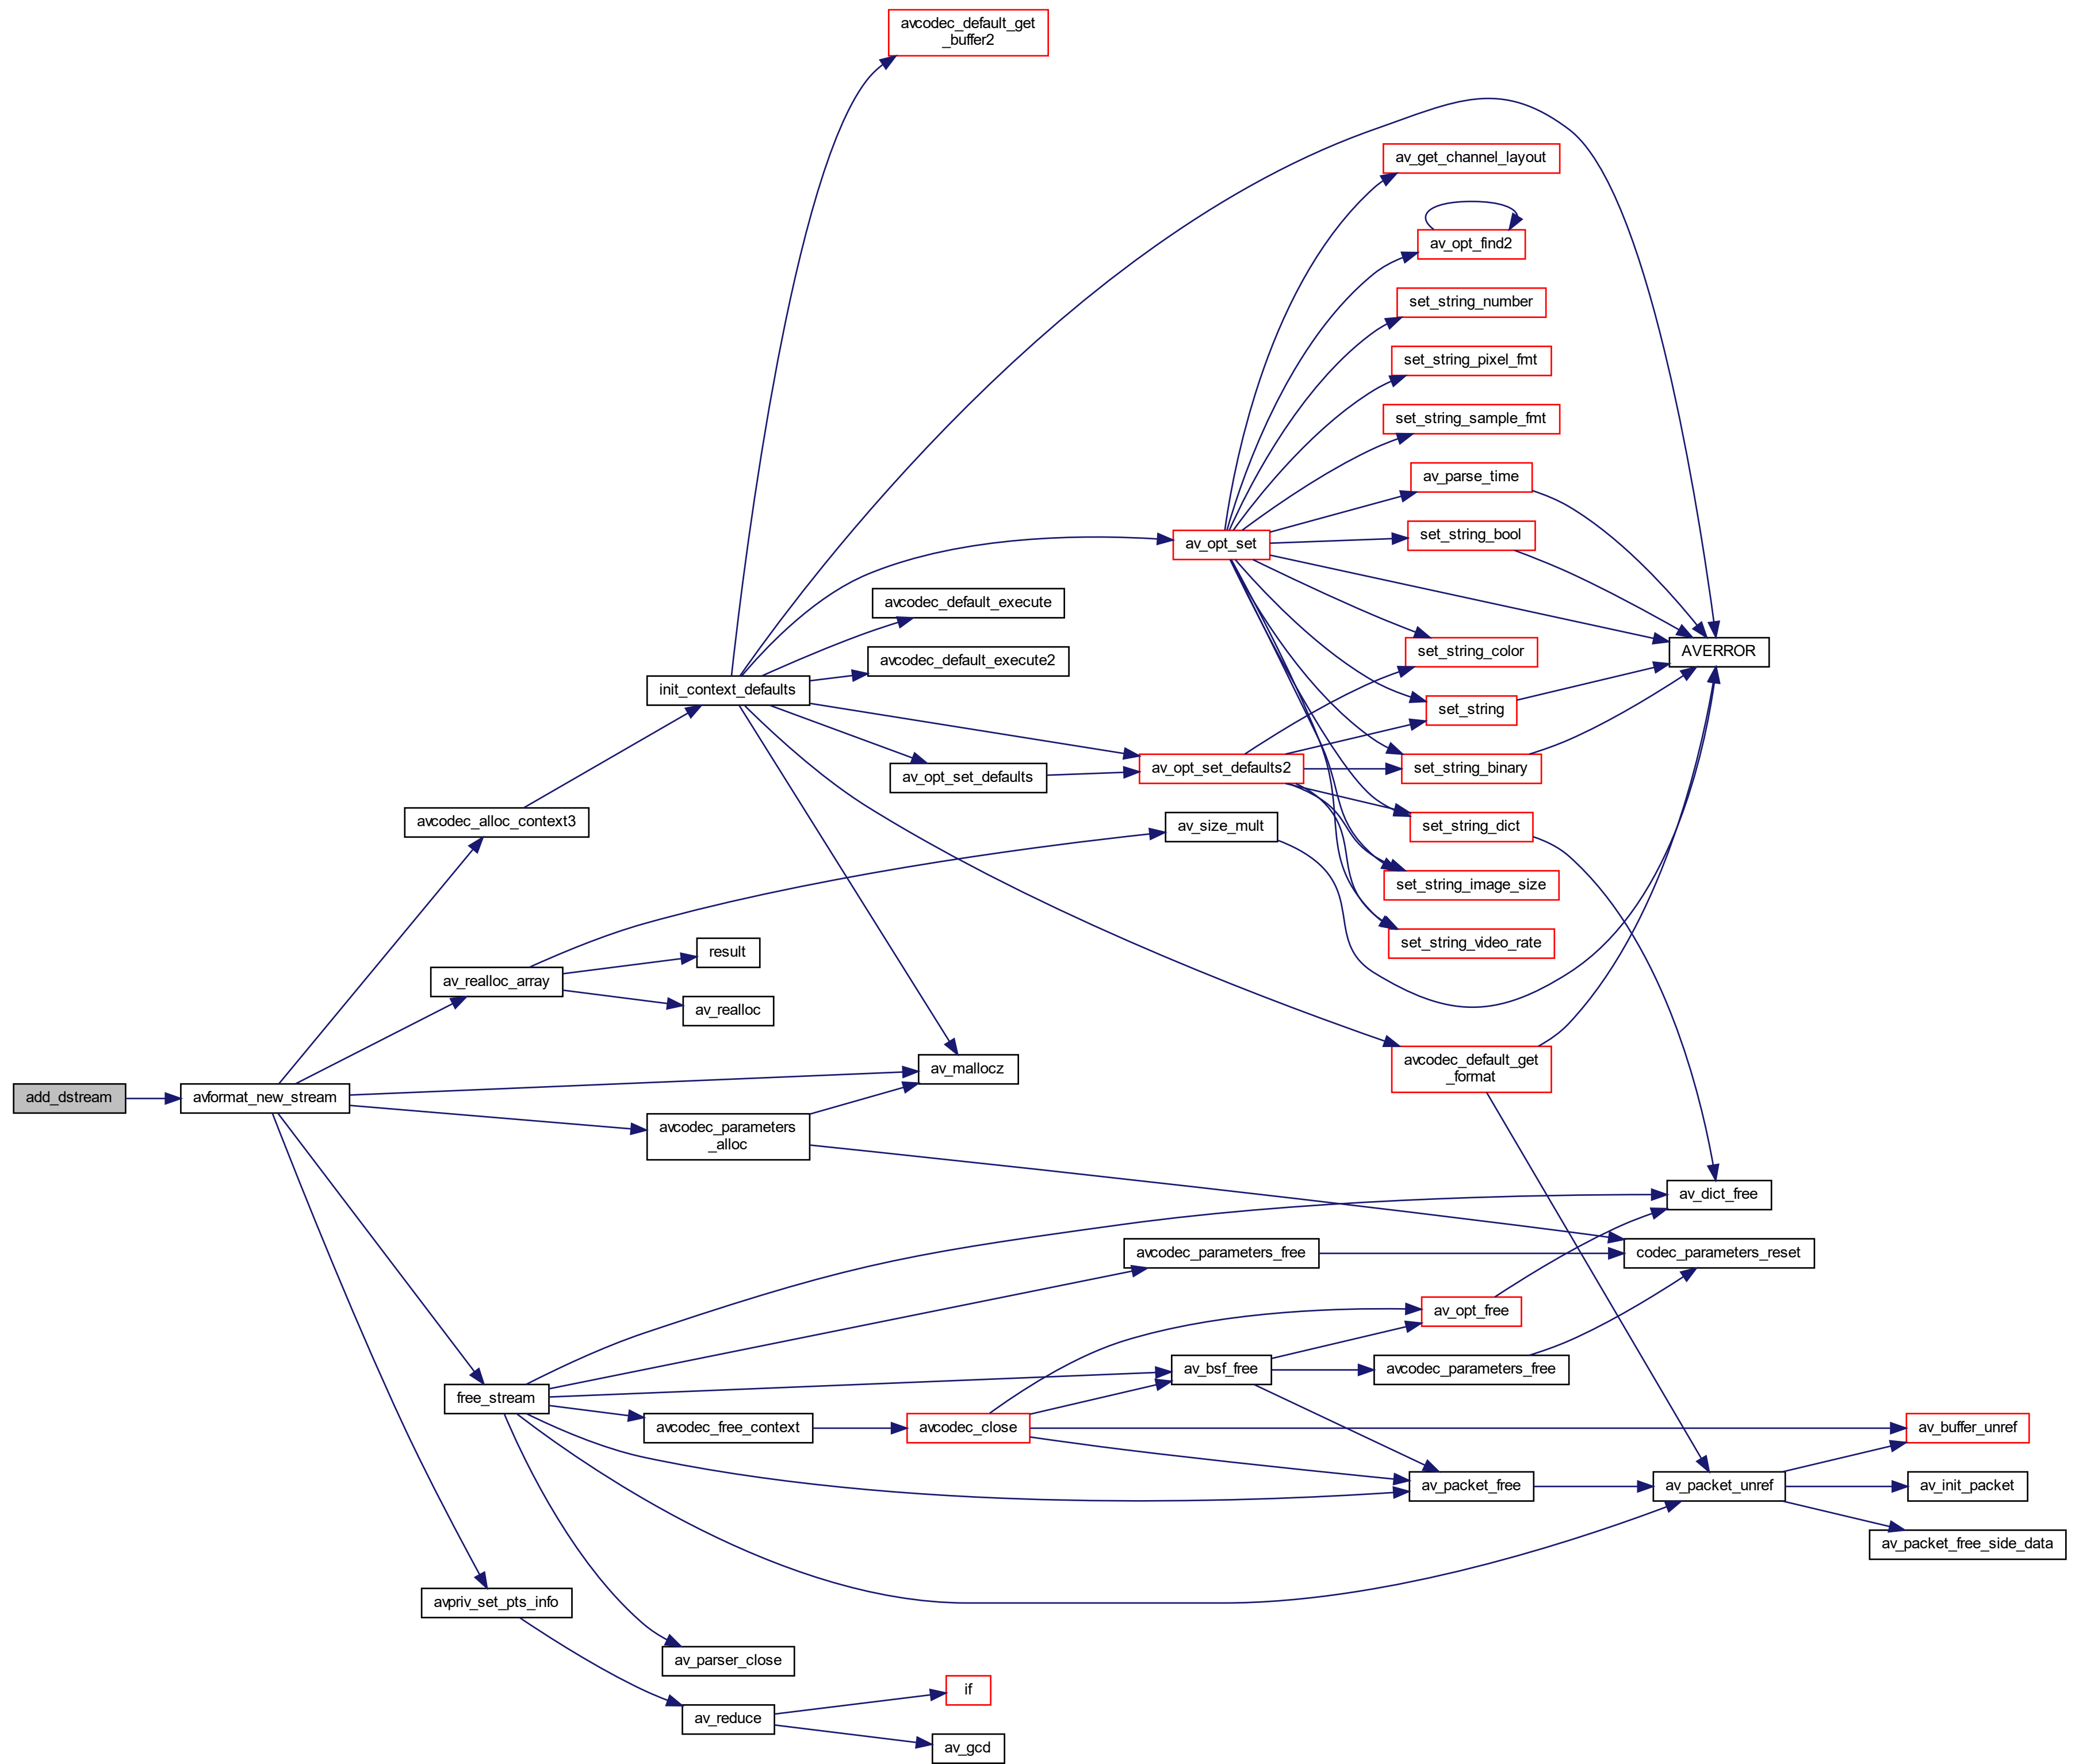 avcodec_default_get
_buffer2
av_get_channel_layout
av_opt_find2
set_string_number
set_string_pixel_fmt
set_string_sample_fmt
av_parse_time
set_string_bool
av_opt_set
avcodec_default_execute
set_string_color
AVERROR
avcodec_default_execute2
init_context_defaults
set_string
av_opt_set_defaults2
set_string_binary
av_opt_set_defaults
avcodec_alloc_context3
av_size_mult
set_string_dict
set_string_image_size
set_string_video_rate
result
av_realloc_array
av_realloc
avcodec_default_get
_format
av_mallocz
add_dstream
avformat_new_stream
avcodec_parameters
_alloc
av_dict_free
avcodec_parameters_free
codec_parameters_reset
av_opt_free
av_bsf_free
avcodec_parameters_free
free_stream
avcodec_free_context
avcodec_close
av_buffer_unref
av_packet_free
av_packet_unref
av_init_packet
av_packet_free_side_data
avpriv_set_pts_info
av_parser_close
if
av_reduce
av_gcd